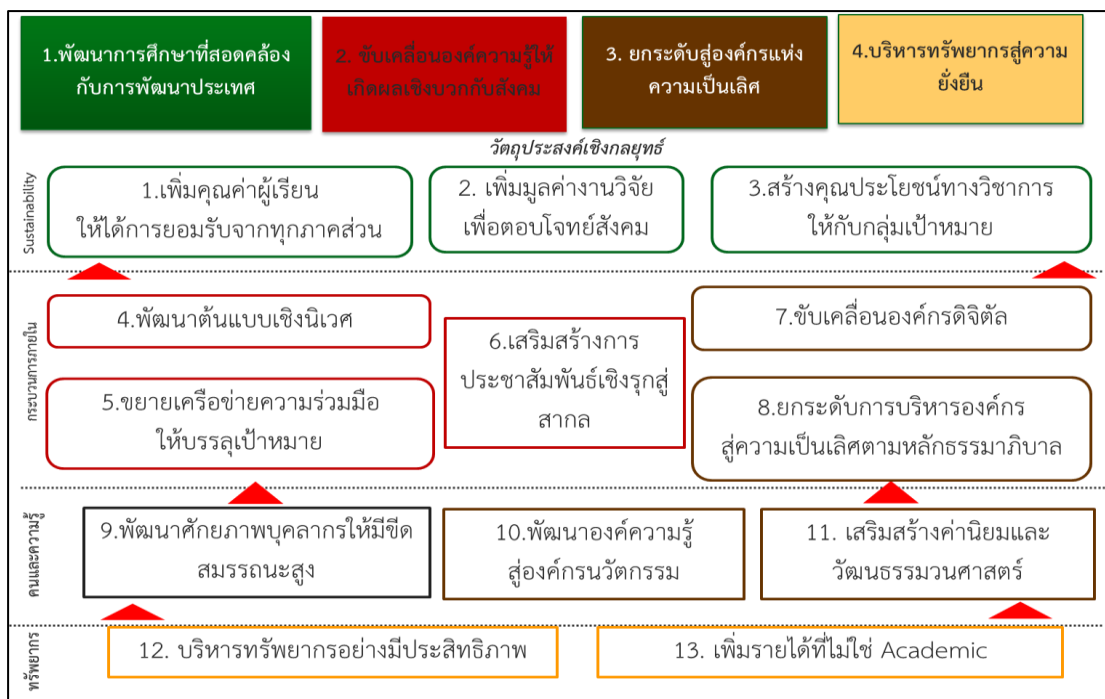 1.พัฒนาการศึกษาที่สอดคล้อง
กับการพัฒนาประเทศ
2. ขับเคลื่อนองค์ความรู้ให้
เกิดผลเชิงบวกกับสังคม
3. ยกระดับสู่องค์กรแห่ง
ความเป็นเลิศ
4.บริหารทรัพยากรสู่ความ
ยั่งยืน
วัตถุประสงค์เชิงกลยุทธ์
Sustainability
1.เพิ่มคุณค่าผู้เรียน
ให้ได้การยอมรับจากทุกภาคส่วน
2. เพิ่มมูลค่างานวิจัย
เพื่อตอบโจทย์สังคม
3.สร้างคุณประโยชน์ทางวิชาการ
ให้กับกลุ่มเป้าหมาย
กระบวนการภายใน
4.พัฒนาต้นแบบเชิงนิเวศ
5.ขยายเครือข่ายความร่วมมือ
ให้บรรลุเป้าหมาย
6.เสริมสร้างการ
ประชาสัมพันธ์เชิงรุกสู่
สากล
7.ขับเคลื่อนองค์กรดิจิตัล
8.ยกระดับการบริหารองค์กร
สู่ความเป็นเลิศตามหลักธรรมาภิบาล
คนและความรู้
9.พัฒนาศักยภาพบุคลากรให้มีขีด
สมรรถนะสูง
10.พัฒนาองค์ความรู้
สู่องค์กรนวัตกรรม
11. เสริมสร้างค่านิยมและ
วัฒนธรรมวนศาสตร์
ทรัพยากร
12. บริหารทรัพยากรอย่างมีประสิทธิภาพ
13. เพิ่มรายได้ที่ไม่ใช่ Academic